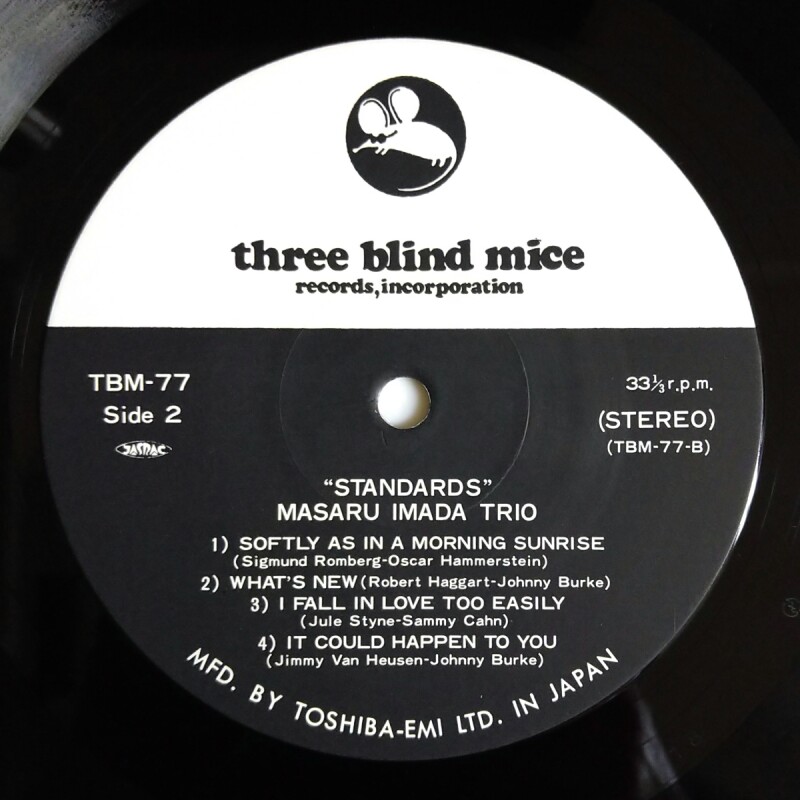 three blind mice
records, incorporation
TBM-77
Side 2
JASRAC
33⅓ r.p.m.
(STEREO)
(TBM-77-B)
“STANDARDS”
MASARU IMADA TRIO
1) SOFTLY AS IN A MORNING SUNRISE
(Sigmund Romberg-Oscar Hammerstein)
2) WHAT'S NEW (Robert Haggart-Johnny Burke)
3) I FALL IN LOVE TOO EASILY
(Jule Styne-Sammy Cahn)
4) IT COULD HAPPEN TO YOU
(Jimmy Van Heusen-Johnny Burke)
MFD. BY TOSHIBA-EMI LTD. IN JAPAN